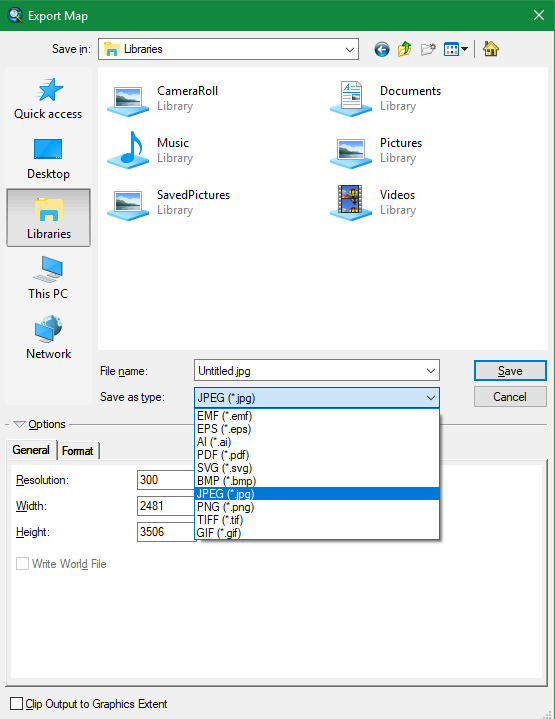 Export Map
Save in:
Libraries
Quick access
Desktop
Libraries
This PC
Network
CameraRoll
Library
Documents
Library
Music
Library
Pictures
Library
SavedPictures
Library
Videos
Library
File name:
Untitled.jpg
Save
Save as type:
JPEG (*.jpg)
Cancel
EMF (*.emf)
EPS (*.eps)
AI (*.ai)
PDF (*.pdf)
SVG (*.svg)
BMP (*.bmp)
JPEG (*.jpg)
PNG (*.png)
TIFF (*.tif)
GIF (*.gif)
Options
General
Format
Resolution:
300
Width:
2481
Height:
3506
Write World File
Clip Output to Graphics Extent